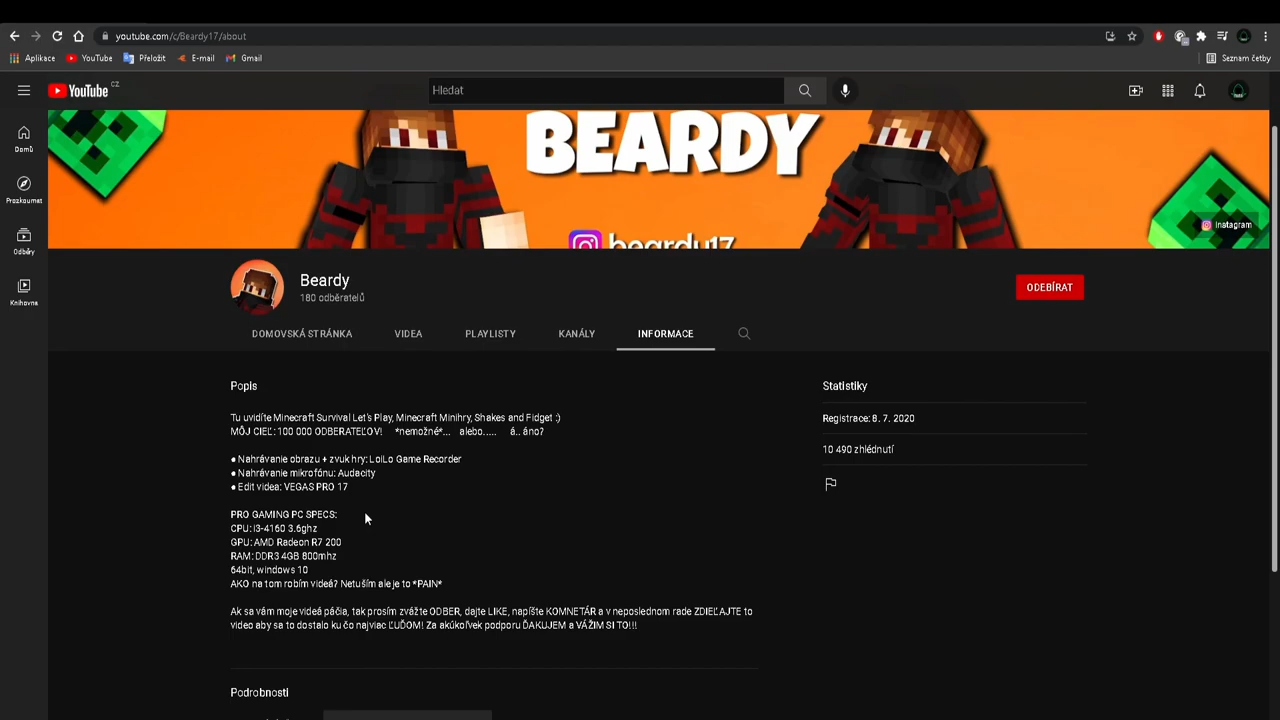 youtube.com/c/Beardy17/about
Aplikace YouTube Přeložit E-mail Gmail Seznam četby
YouTube CZ
Hledat
Domů
Prozkoumat
Odběry
Knihovna
BEARDY
beardy17
Instagram
Beardy
180 odběratelů
ODEBÍRAT
DOMOVSKÁ STRÁNKA VIDEA PLAYLISTY KANÁLY INFORMACE
Popis
Tu uvidíte Minecraft Survival Let's Play, Minecraft Minihry, Shakes and Fidget :)
MÔJ CIEĽ: 100 000 ODBERATEĽOV! *nemožné*... alebo..... á.. áno?
● Nahrávanie obrazu + zvuk hry: LoiLo Game Recorder
● Nahrávanie mikrofónu: Audacity
● Edit videa: VEGAS PRO 17
PRO GAMING PC SPECS:
CPU: i3-4160 3.6ghz
GPU: AMD Radeon R7 200
RAM: DDR3 4GB 800mhz
64bit, windows 10
AKO na tom robím videá? Netuším ale je to *PAIN*
Ak sa vám moje videá páčia, tak prosím zvážte ODBER, dajte LIKE, napíšte KOMNETÁR a v neposlednom rade ZDIEĽAJTE to
video aby sa to dostalo ku čo najviac ĽUĎOM! Za akúkoľvek podporu ĎAKUJEM a VÁŽIM SI TO!!!
Podrobnosti
Statistiky
Registrace: 8. 7. 2020
10 490 zhlédnutí